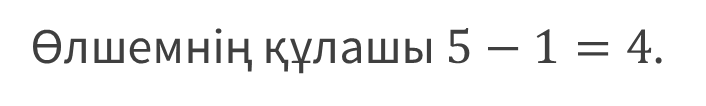 Өлшемнің құлашы 5 − 1 = 4.